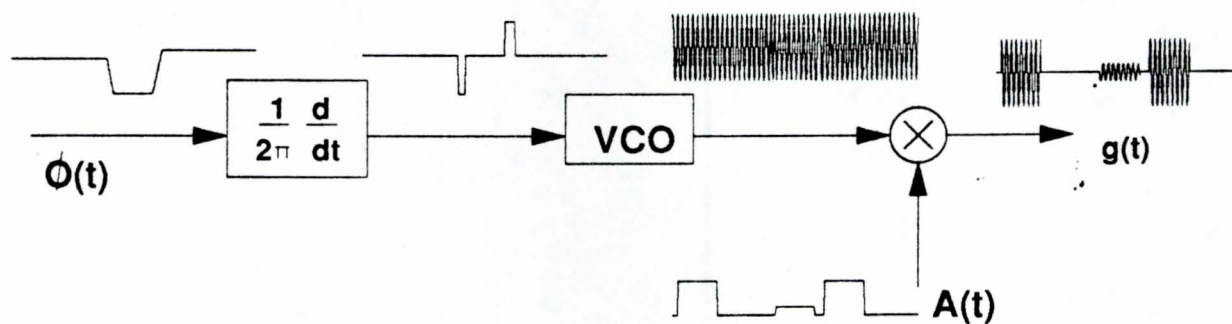 1 d
2π dt
VCO
g(t)
Φ(t)
A(t)